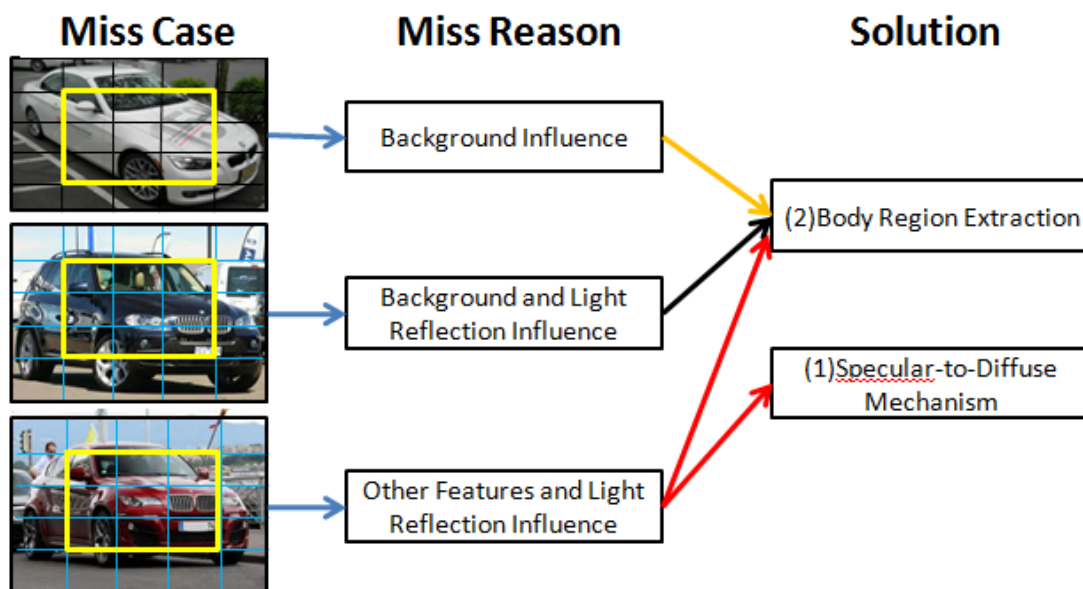 Miss Case
Miss Reason
Solution
Background Influence
(2)Body Region Extraction
Background and Light
Reflection Influence
(1)Specular-to-Diffuse
Mechanism
Other Features and Light
Reflection Influence